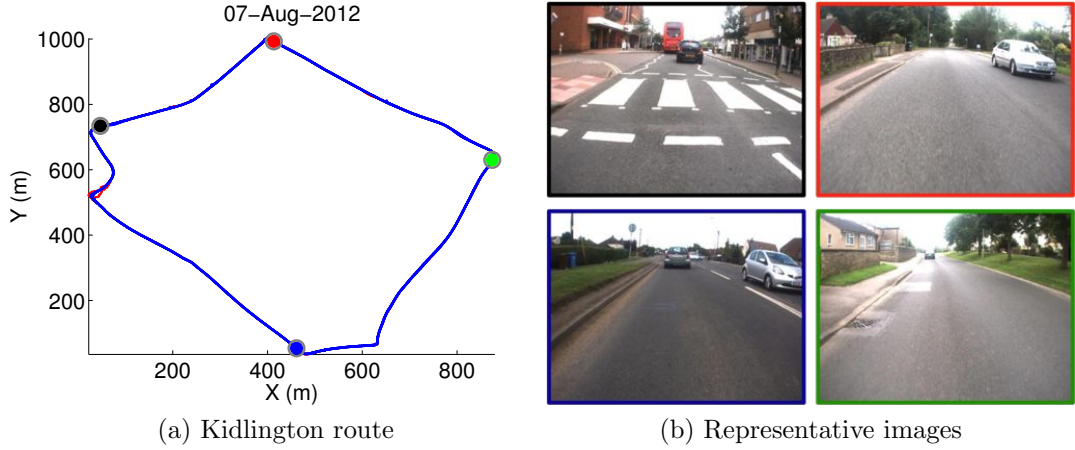 07-Aug-2012
1000
800
600
400
200
Y (m)
200
400
600
800
X (m)
(a) Kidlington route
(b) Representative images